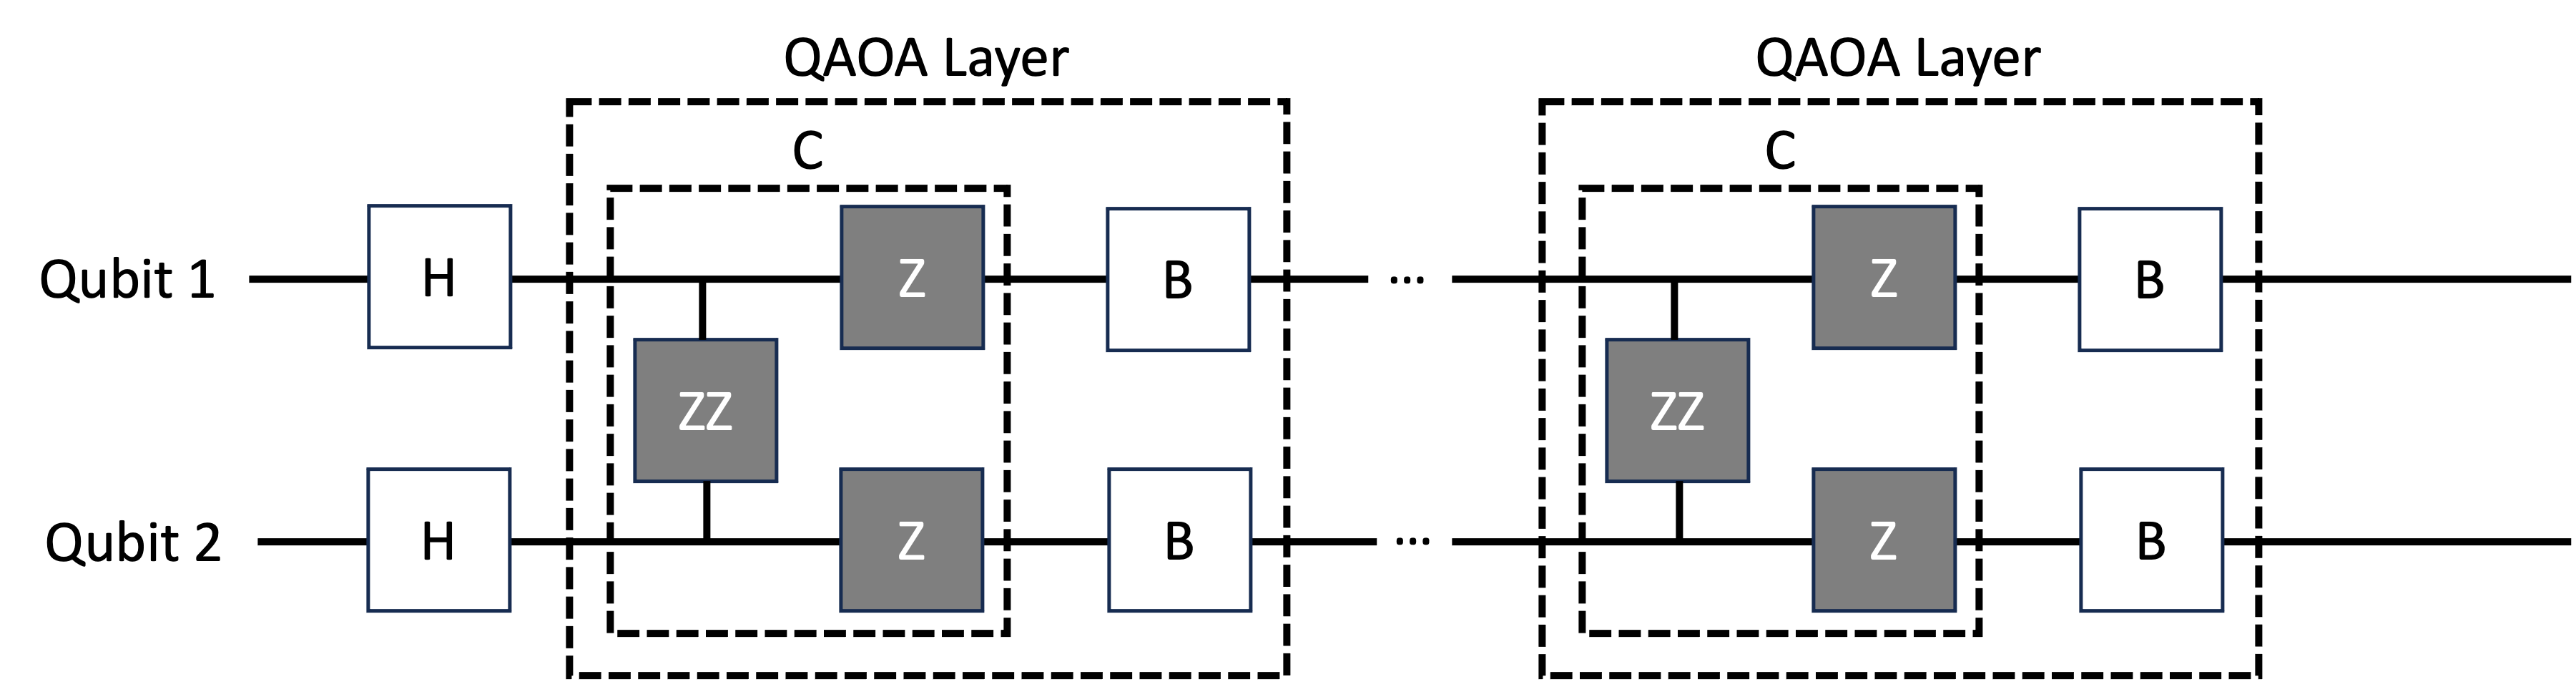 QAOA Layer QAOA Layer
C C
Qubit 1 H Z B ... Z B
ZZ ZZ
Qubit 2 H Z B ... Z B